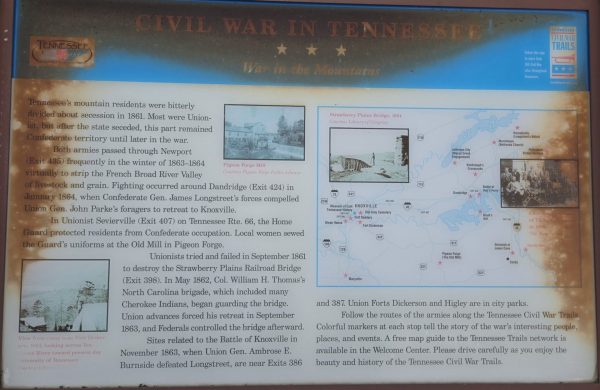 CIVIL WAR IN TENNESSEE
War in the Mountains
TENNESSEE
CIVIL WAR
TRAILS
Tennessee's mountain residents were bitterly
divided about secession in 1861. Most were Union-
ist, but after the state seceded, this part remained
Confederate territory until later in the war.
Both armies passed through Newport
(Exit 435) frequently in the winter of 1863–1864
virtually to strip the French Broad River Valley
of livestock and grain. Fighting occurred around Dandridge (Exit 424) in
January 1864, when Confederate Gen. James Longstreet's forces compelled
Union Gen. John Parke's foragers to retreat to Knoxville.
In Unionist Sevierville (Exit 407) on Tennessee Rte. 66, the Home
Guard protected residents from Confederate occupation. Local women sewed
the Guard's uniforms at the Old Mill in Pigeon Forge.
Unionists tried and failed in September 1861
to destroy the Strawberry Plains Railroad Bridge
(Exit 398). In May 1862, Col. William H. Thomas's
North Carolina brigade, which included many
Cherokee Indians, began guarding the bridge.
Union advances forced his retreat in September
1863, and Federals controlled the bridge afterward.
Sites related to the Battle of Knoxville in
November 1863, when Union Gen. Ambrose E.
Burnside defeated Longstreet, are near Exits 386
Pigeon Forge Mill
Strawberry Plains Bridge, 1864
Courtesy Library of Congress
KNOXVILLE
Dandridge
Maryville
and 387. Union Forts Dickerson and Higley are in city parks.
Follow the routes of the armies along the Tennessee Civil War Trails.
Colorful markers at each stop tell the story of the war's interesting people,
places, and events. A free map guide to the Tennessee Trails network is
available in the Welcome Center. Please drive carefully as you enjoy the
beauty and history of the Tennessee Civil War Trails.